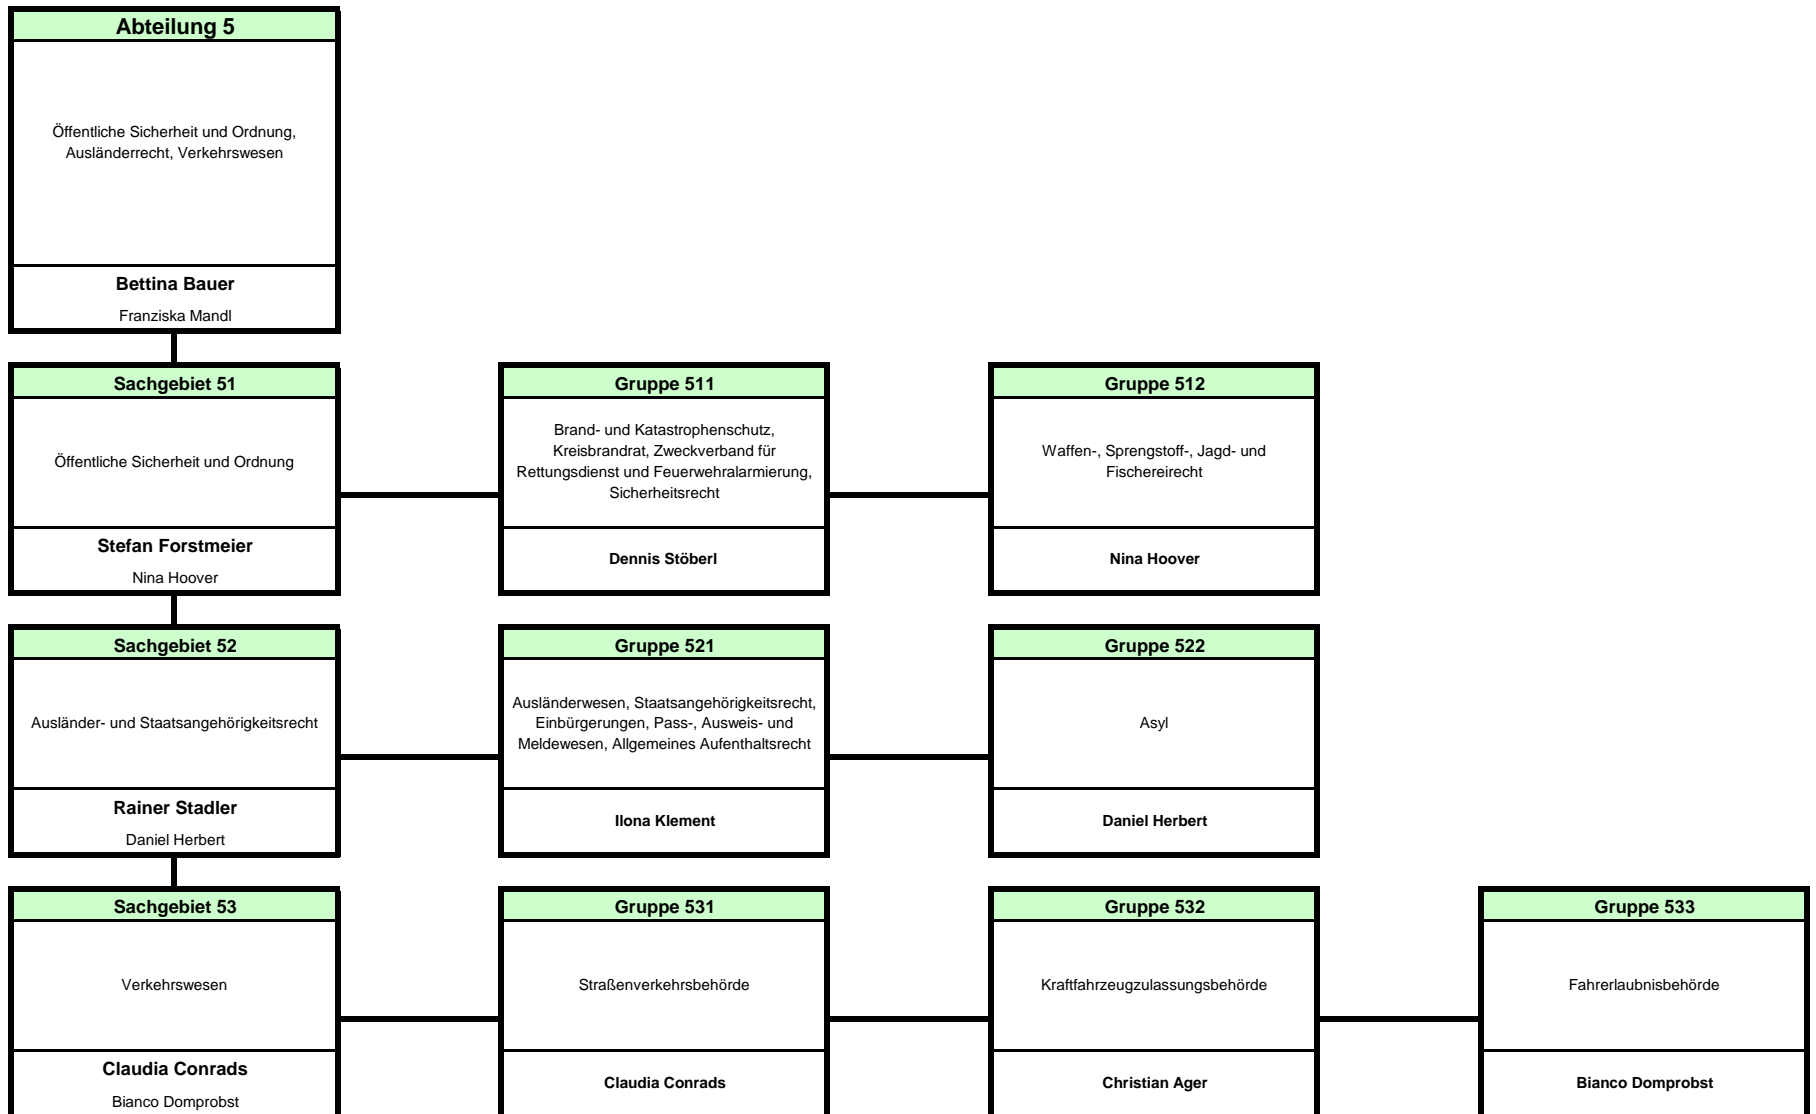 Abteilung 5
Öffentliche Sicherheit und Ordnung,
Ausländerrecht, Verkehrswesen
Bettina Bauer
Franziska Mandl
Sachgebiet 51
Öffentliche Sicherheit und Ordnung
Stefan Forstmeier
Nina Hoover
Gruppe 511
Brand- und Katastrophenschutz,
Kreisbrandrat, Zweckverband für
Rettungsdienst und Feuerwehralarmierung,
Sicherheitsrecht
Dennis Stöberl
Gruppe 512
Waffen-, Sprengstoff-, Jagd- und
Fischereirecht
Nina Hoover
Sachgebiet 52
Ausländer- und Staatsangehörigkeitsrecht
Rainer Stadler
Daniel Herbert
Gruppe 521
Ausländerwesen, Staatsangehörigkeitsrecht,
Einbürgerungen, Pass-, Ausweis- und
Meldewesen, Allgemeines Aufenthaltsrecht
Ilona Klement
Gruppe 522
Asyl
Daniel Herbert
Sachgebiet 53
Verkehrswesen
Claudia Conrads
Bianco Domprobst
Gruppe 531
Straßenverkehrsbehörde
Claudia Conrads
Gruppe 532
Kraftfahrzeugzulassungsbehörde
Christian Ager
Gruppe 533
Fahrerlaubnisbehörde
Bianco Domprobst